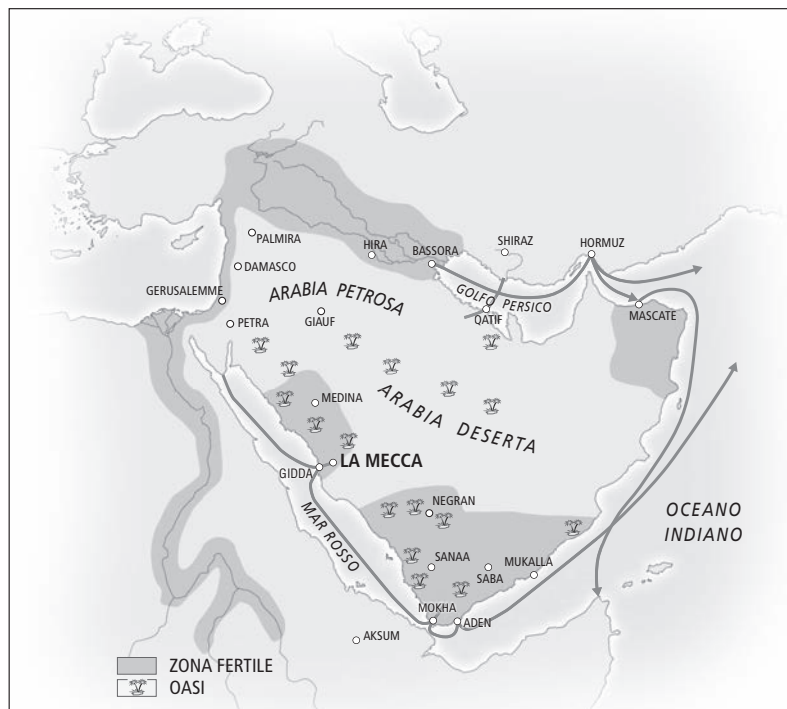 PALMIRA
HIRA
BASSORA
SHIRAZ
HORMUZ
DAMASCO
GERUSALEMME
ARABIA PETROSA
GOLFO PERSICO
QATIF
MASCATE
PETRA
GIAUF
MEDINA
ARABIA DESERTA
LA MECCA
GIDDA
MAR ROSSO
NEGRAN
OCEANO
INDIANO
SANAA
SABA
MUKALLA
MOKHA
ADEN
AKSUM
ZONA FERTILE
OASI